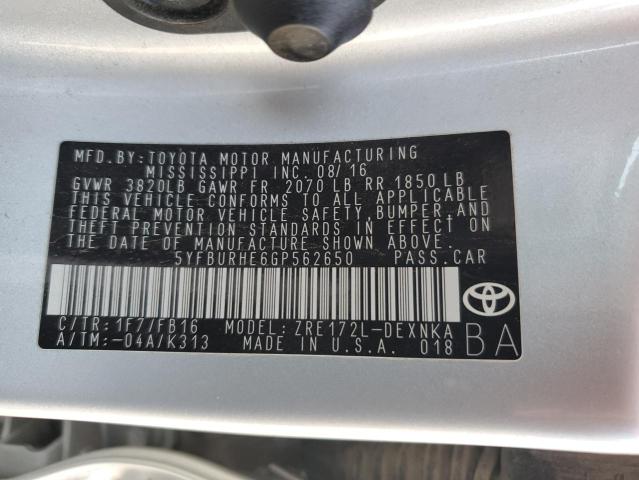 MFD.BY: TOYOTA MOTOR MANUFACTURING
MISSISSIPPI INC. 08/16
GVWR 3820LB GAWR FR 2070 LB RR 1850 LB
THIS VEHICLE CONFORMS TO ALL APPLICABLE
FEDERAL MOTOR VEHICLE SAFETY, BUMPER, AND
THEFT PREVENTION STANDARDS IN EFFECT ON
THE DATE OF MANUFACTURE SHOWN ABOVE.
5YFBURHE6GP562650 PASS.CAR
C/TR: 1F7/FB16 MODEL: ZRE172L-DEXNKA
A/TM: -04A/K313 MADE IN U.S.A. 018 BA